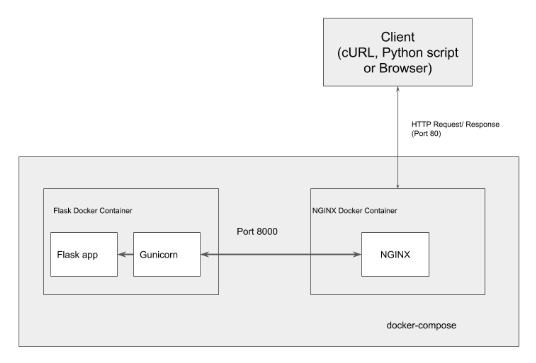 Client
(cURL, Python script
or Browser)
HTTP Request/ Response
(Port 80)
Flask Docker Container
NGINX Docker Container
Port 8000
Flask app
Gunicorn
NGINX
docker-compose